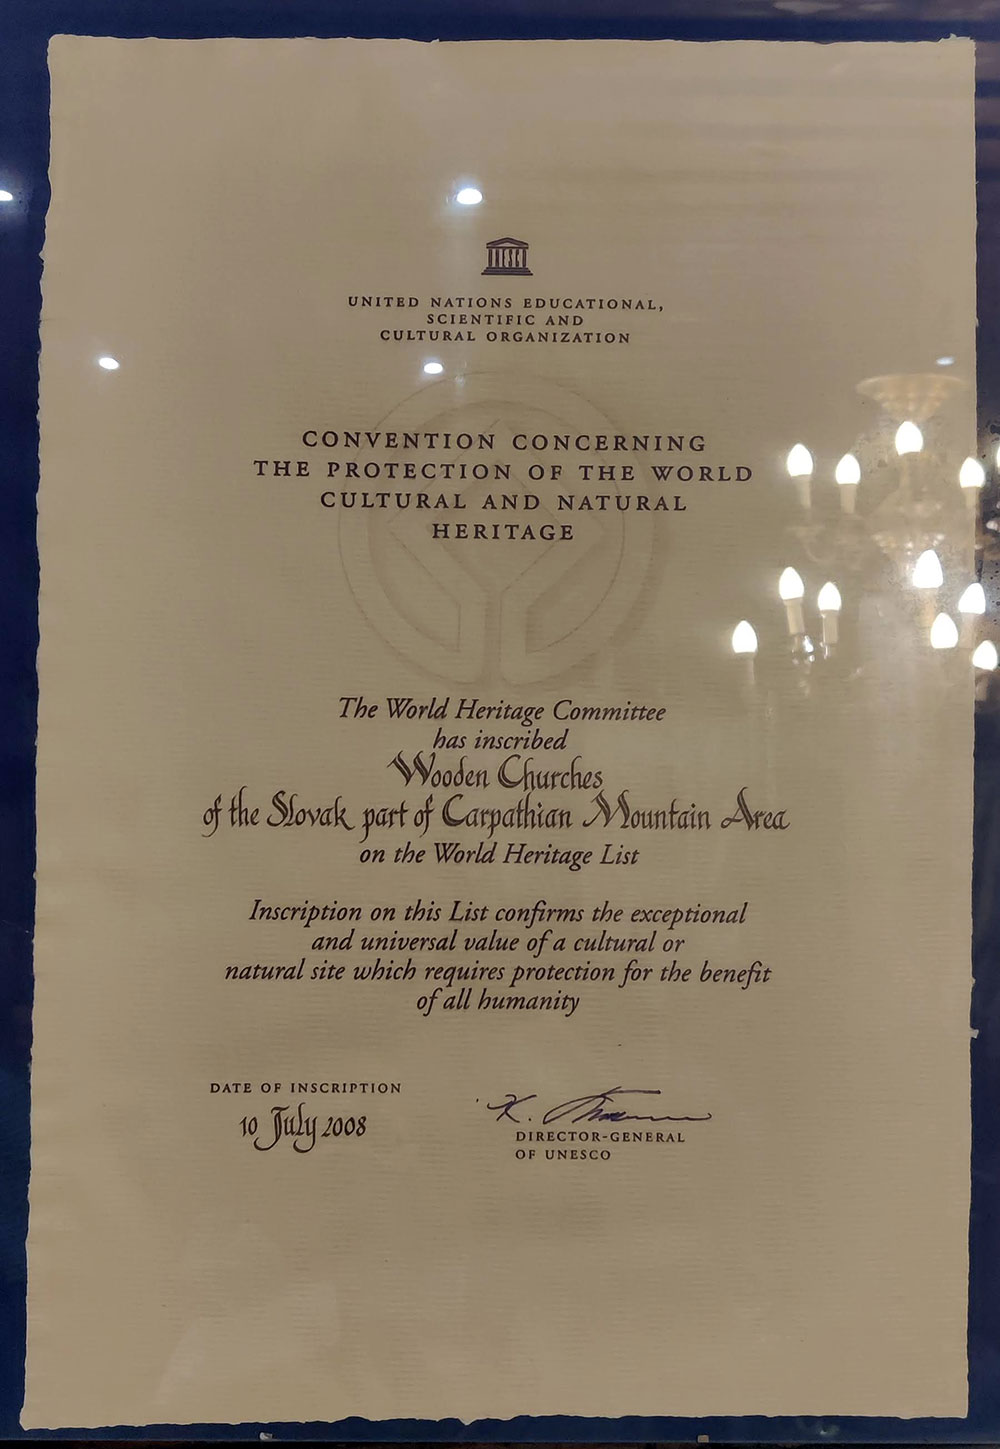 UNESCO
UNITED NATIONS EDUCATIONAL,
SCIENTIFIC AND
CULTURAL ORGANIZATION
CONVENTION CONCERNING
THE PROTECTION OF THE WORLD
CULTURAL AND NATURAL
HERITAGE
The World Heritage Committee
has inscribed
Wooden Churches
of the Slovak part of Carpathian Mountain Area
on the World Heritage List
Inscription on this List confirms the exceptional
and universal value of a cultural or
natural site which requires protection for the benefit
of all humanity
DATE OF INSCRIPTION
10 July 2008
K.
DIRECTOR-GENERAL
OF UNESCO